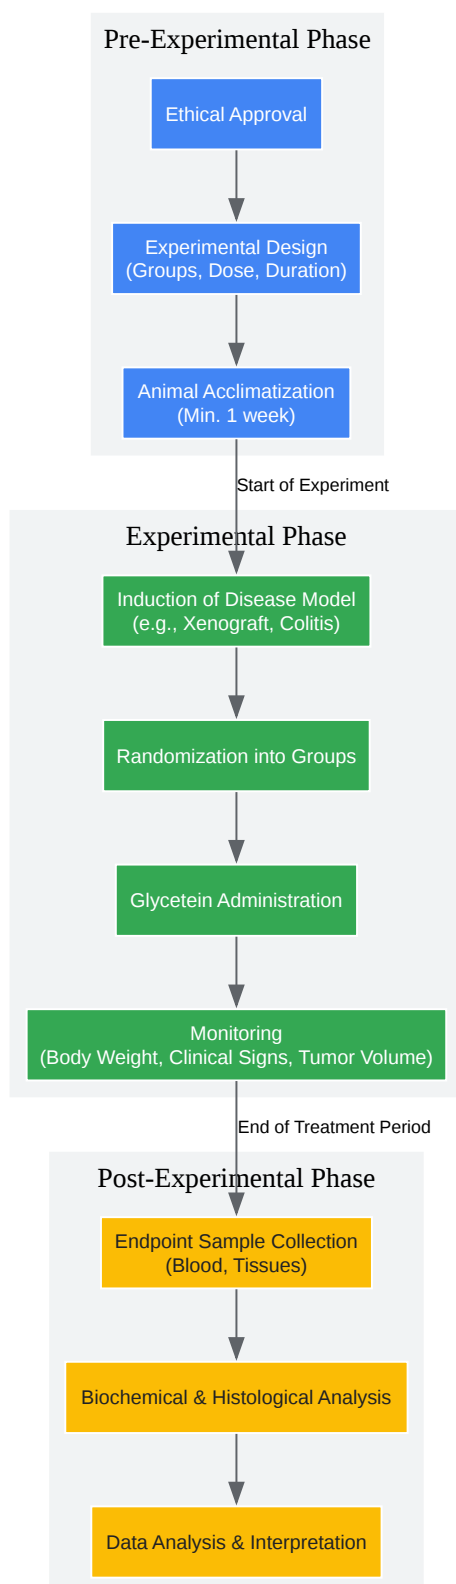 Pre-Experimental Phase
Ethical Approval
Experimental Design
(Groups, Dose, Duration)
Animal Acclimatization
(Min. 1 week)
Start of Experiment
Experimental Phase
Induction of Disease Model
(e.g., Xenograft, Colitis)
Randomization into Groups
Glycetein Administration
Monitoring
(Body Weight, Clinical Signs, Tumor Volume)
End of Treatment Period
Post-Experimental Phase
Endpoint Sample Collection
(Blood, Tissues)
Biochemical & Histological Analysis
Data Analysis & Interpretation